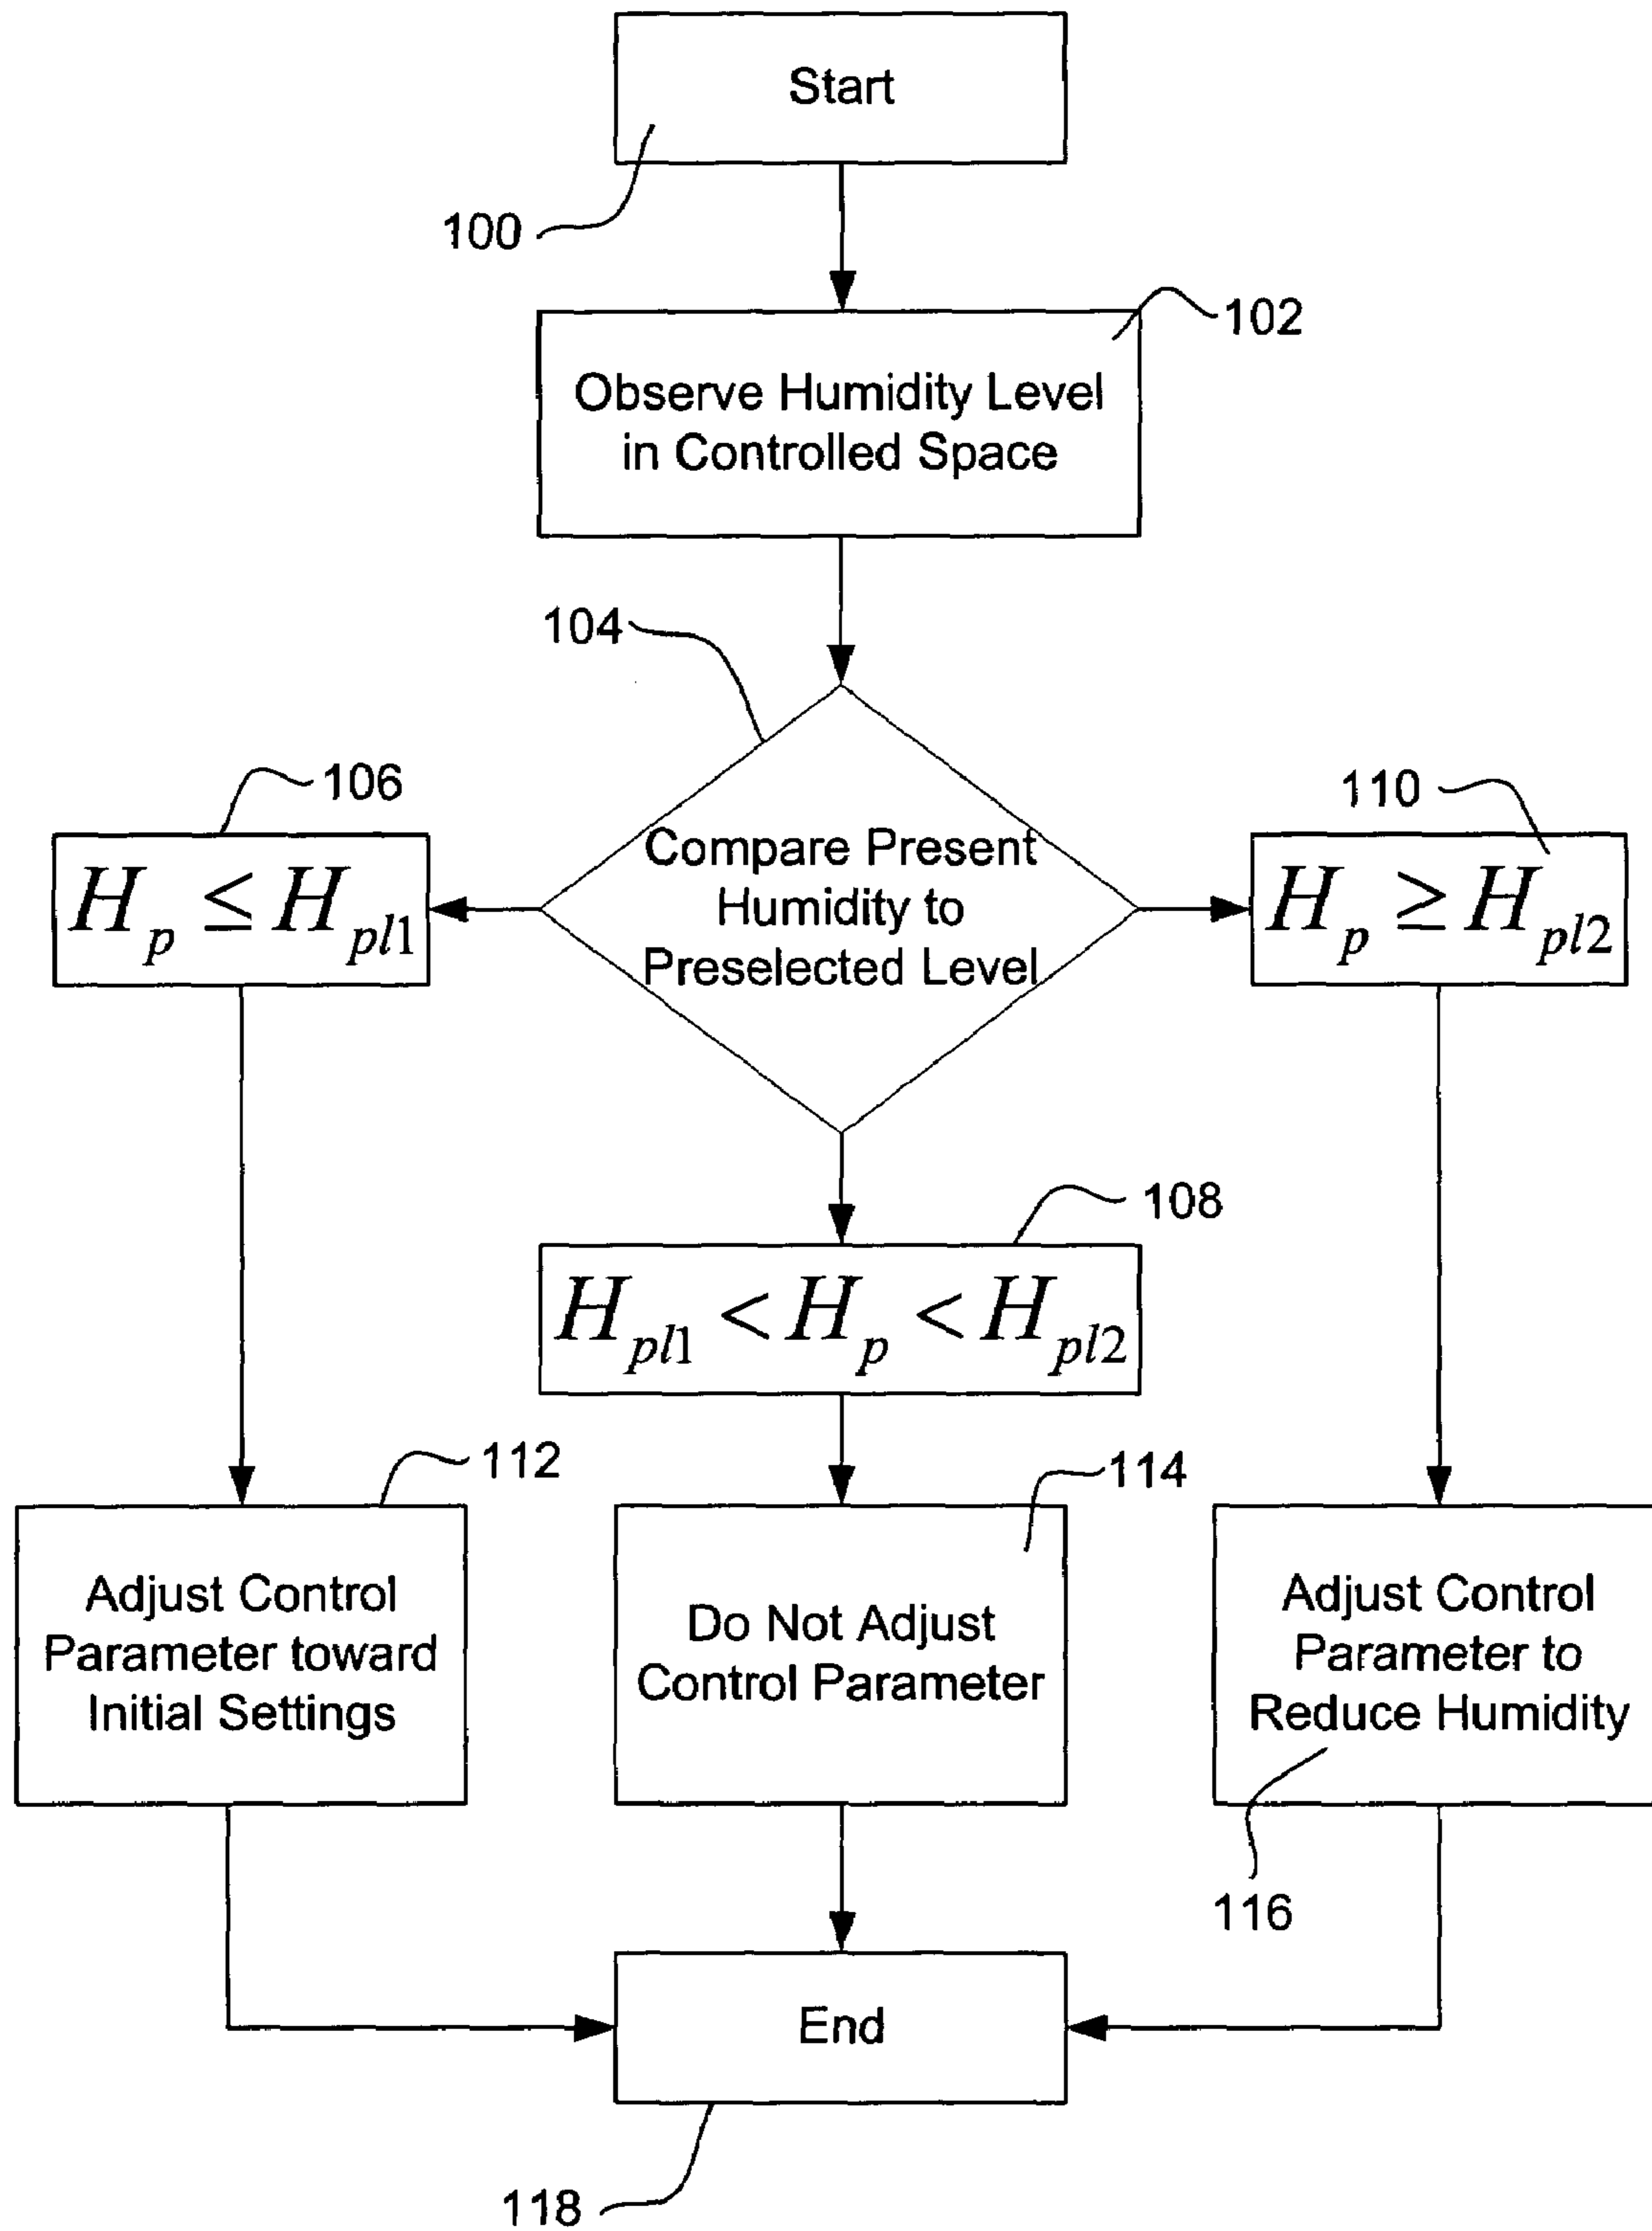 Start
100
102
Observe Humidity Level
in Controlled Space
104
106
110
Compare Present
Humidity to
Preselected Level
H_p ≤ H_pl1
H_p ≥ H_pl2
108
H_pl1 < H_p < H_pl2
112
114
Adjust Control
Parameter toward
Initial Settings
Do Not Adjust
Control Parameter
Adjust Control
Parameter to
Reduce Humidity
116
End
118